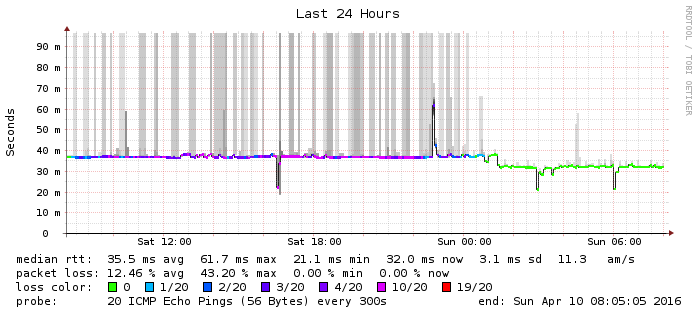 Last 24 Hours
RRDTOOL / TOBI OETIKER
Seconds
90 m
80 m
70 m
60 m
50 m
40 m
30 m
20 m
10 m
0
Sat 12:00 Sat 18:00 Sun 00:00 Sun 06:00
median rtt: 35.5 ms avg 61.7 ms max 21.1 ms min 32.0 ms now 3.1 ms sd 11.3 am/s
packet loss: 12.46 % avg 43.20 % max 0.00 % min 0.00 % now
loss color: 0 1/20 2/20 3/20 4/20 10/20 19/20
probe: 20 ICMP Echo Pings (56 Bytes) every 300s end: Sun Apr 10 08:05:05 2016